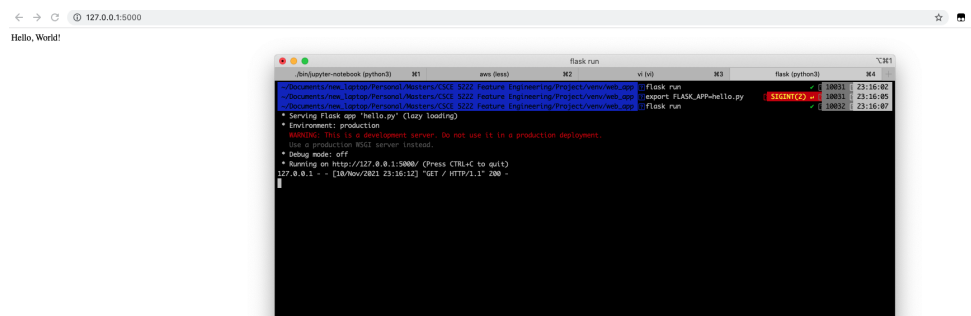 127.0.0.1:5000
Hello, World!
flask run
⌥⌘1
./bin/jupyter-notebook (python3) ⌘1 aws (less) ⌘2 vi (vi) ⌘3 flask (python3) ⌘4
~/Documents/new_laptop/Personal/Masters/CSCE 5222 Feature Engineering/Project/venv/web_app flask run ✔ 10031 23:16:02
~/Documents/new_laptop/Personal/Masters/CSCE 5222 Feature Engineering/Project/venv/web_app export FLASK_APP=hello.py SIGINT(2) ↵ 10031 23:16:05
~/Documents/new_laptop/Personal/Masters/CSCE 5222 Feature Engineering/Project/venv/web_app flask run ✔ 10032 23:16:07
* Serving Flask app 'hello.py' (lazy loading)
* Environment: production
WARNING: This is a development server. Do not use it in a production deployment.
Use a production WSGI server instead.
* Debug mode: off
* Running on http://127.0.0.1:5000/ (Press CTRL+C to quit)
127.0.0.1 - - [10/Nov/2021 23:16:12] "GET / HTTP/1.1" 200 -